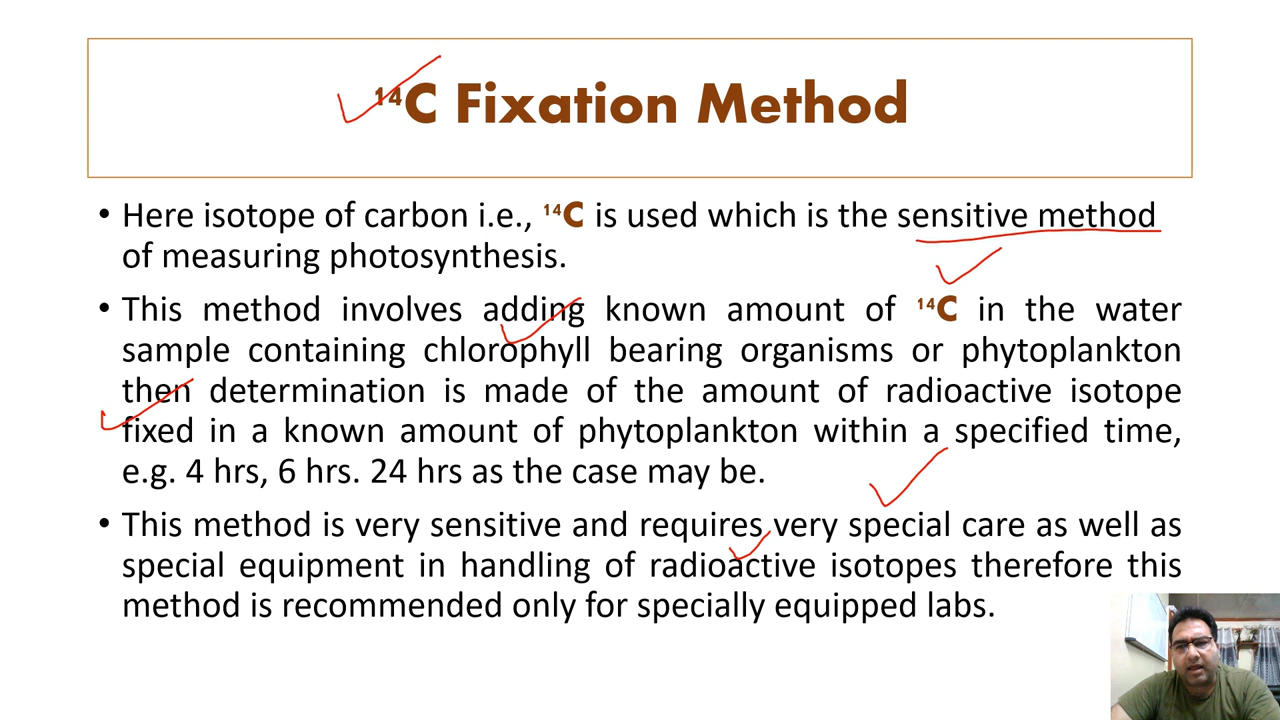 ¹⁴C Fixation Method
• Here isotope of carbon i.e., ¹⁴C is used which is the sensitive method
of measuring photosynthesis.
• This method involves adding known amount of ¹⁴C in the water
sample containing chlorophyll bearing organisms or phytoplankton
then determination is made of the amount of radioactive isotope
fixed in a known amount of phytoplankton within a specified time,
e.g. 4 hrs, 6 hrs. 24 hrs as the case may be.
• This method is very sensitive and requires very special care as well as
special equipment in handling of radioactive isotopes therefore this
method is recommended only for specially equipped labs.